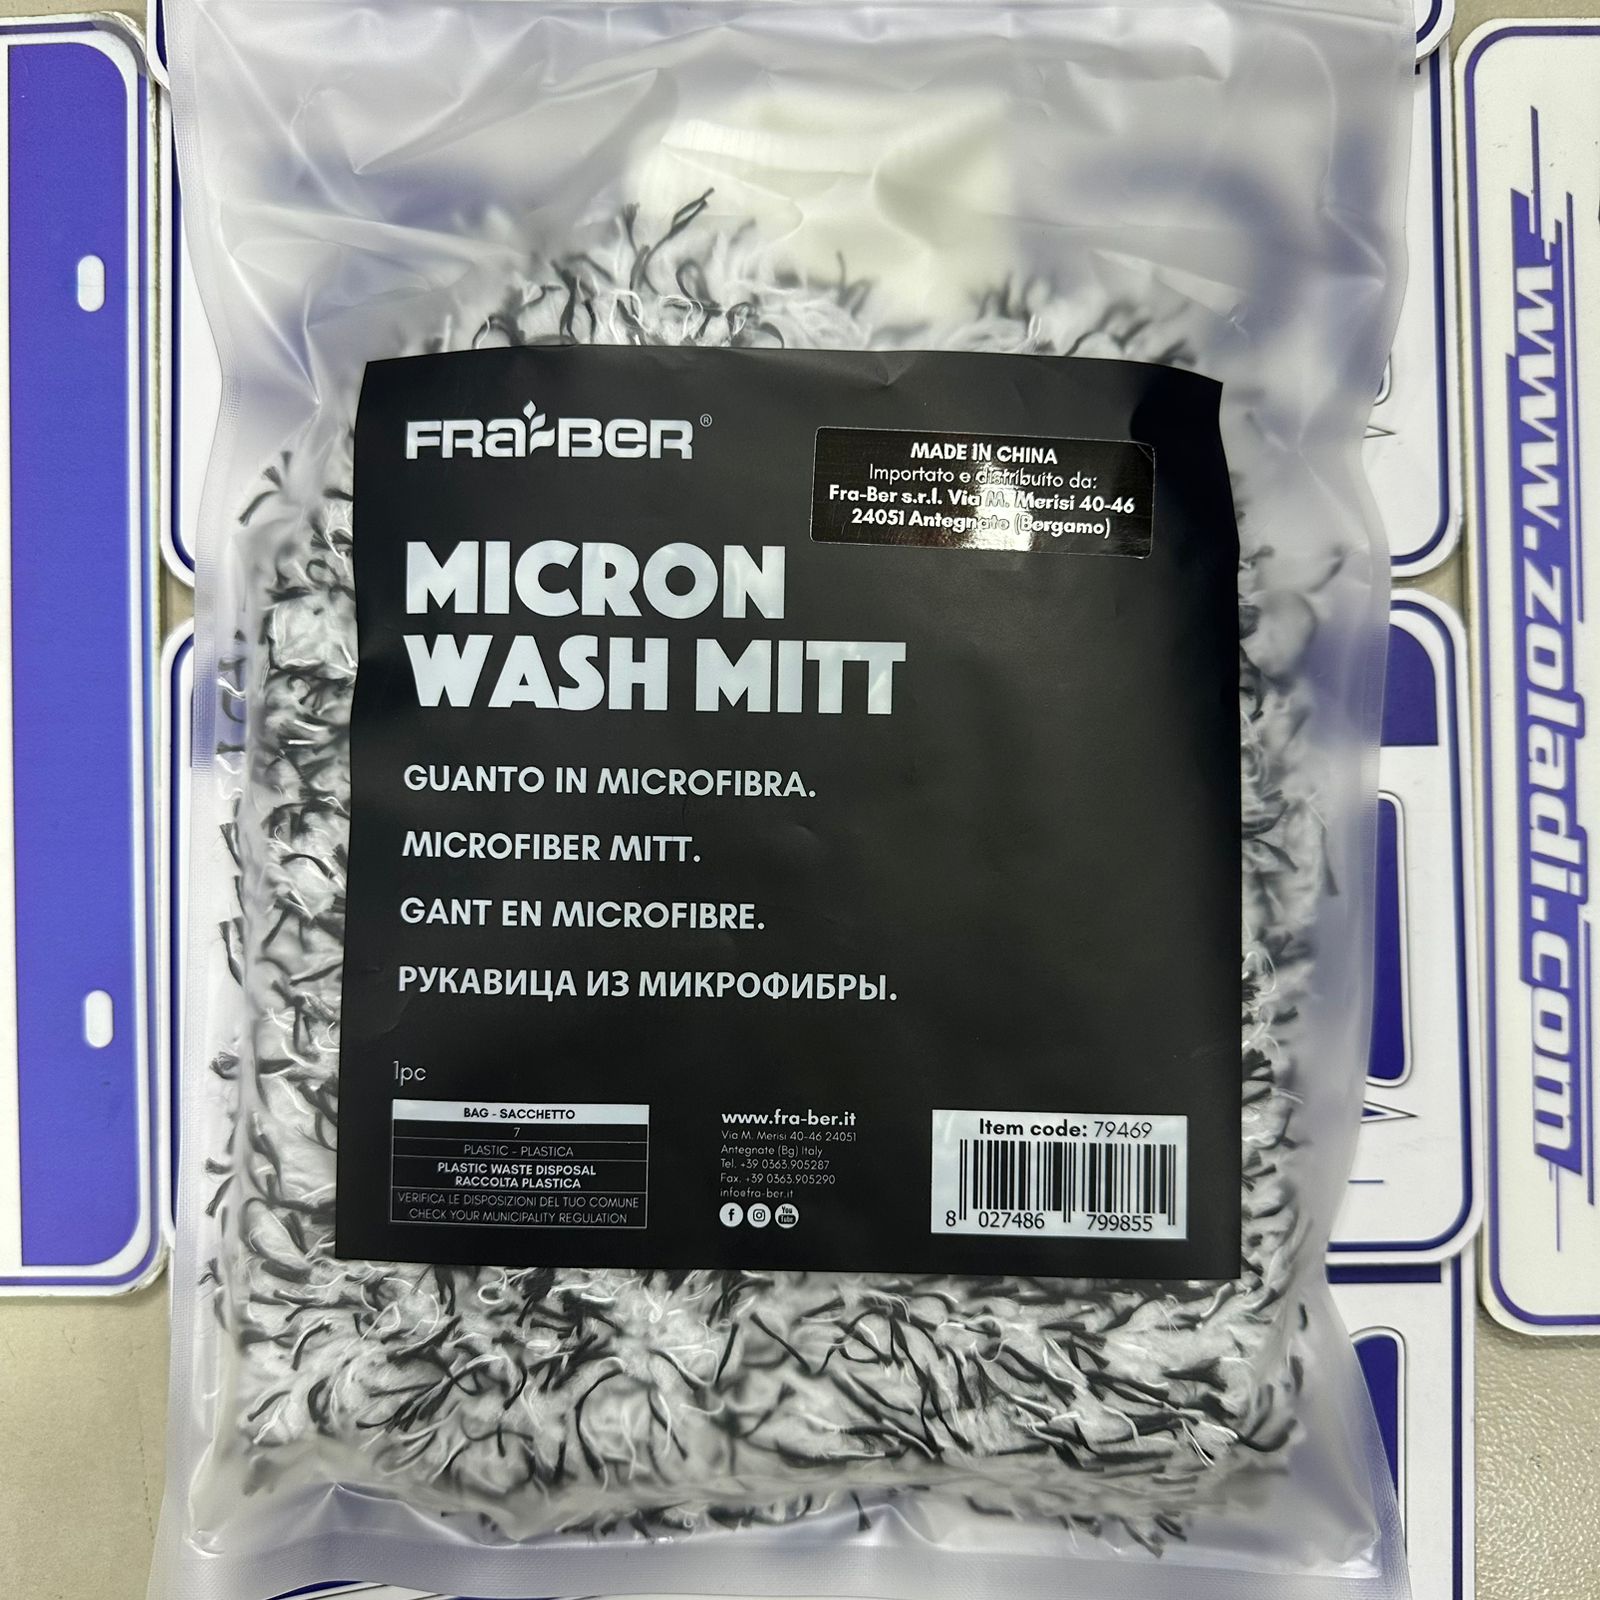 FRa-BeR®
MADE IN CHINA
Importato e distribuito da:
Fra-Ber s.r.l. Via M. Merisi 40-46
24051 Antegnate (Bergamo)
MICRON
WASH MITT
GUANTO IN MICROFIBRA.
MICROFIBER MITT.
GANT EN MICROFIBRE.
РУКАВИЦА ИЗ МИКРОФИБРЫ.
1pc
BAG - SACCHETTO
7
PLASTIC - PLASTICA
PLASTIC WASTE DISPOSAL
RACCOLTA PLASTICA
VERIFICA LE DISPOSIZIONI DEL TUO COMUNE
CHECK YOUR MUNICIPALITY REGULATION
www.fra-ber.it
Via M. Merisi 40-46 24051
Antegnate (Bg) Italy
Tel. +39 0363.905287
Fax. +39 0363.905290
info@fra-ber.it
You
Tube
Item code: 79469
8 027486 799855
www.zoladi.com